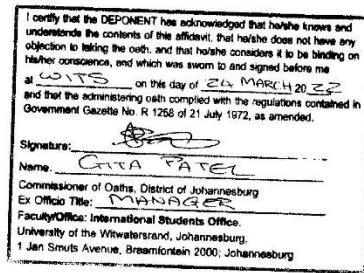 I certify that the DEPONENT has acknowledged that he/she knows and
understands the contents of this affidavit, that he/she does not have any
objection to taking the oath, and that he/she considers it to be binding on
his/her conscience, and which was sworn to and signed before me
at WITS on this day of 24 MARCH 2022
and that the administering oath complied with the regulations contained in
Government Gazette No. R 1258 of 21 July 1972, as amended.
Signature:
Name. GITA PATEL
Commissioner of Oaths, District of Johannesburg
Ex Officio Title: MANAGER
Faculty/Office: International Students Office.
University of the Witwatersrand, Johannesburg,
1 Jan Smuts Avenue, Braamfontein 2000; Johannesburg